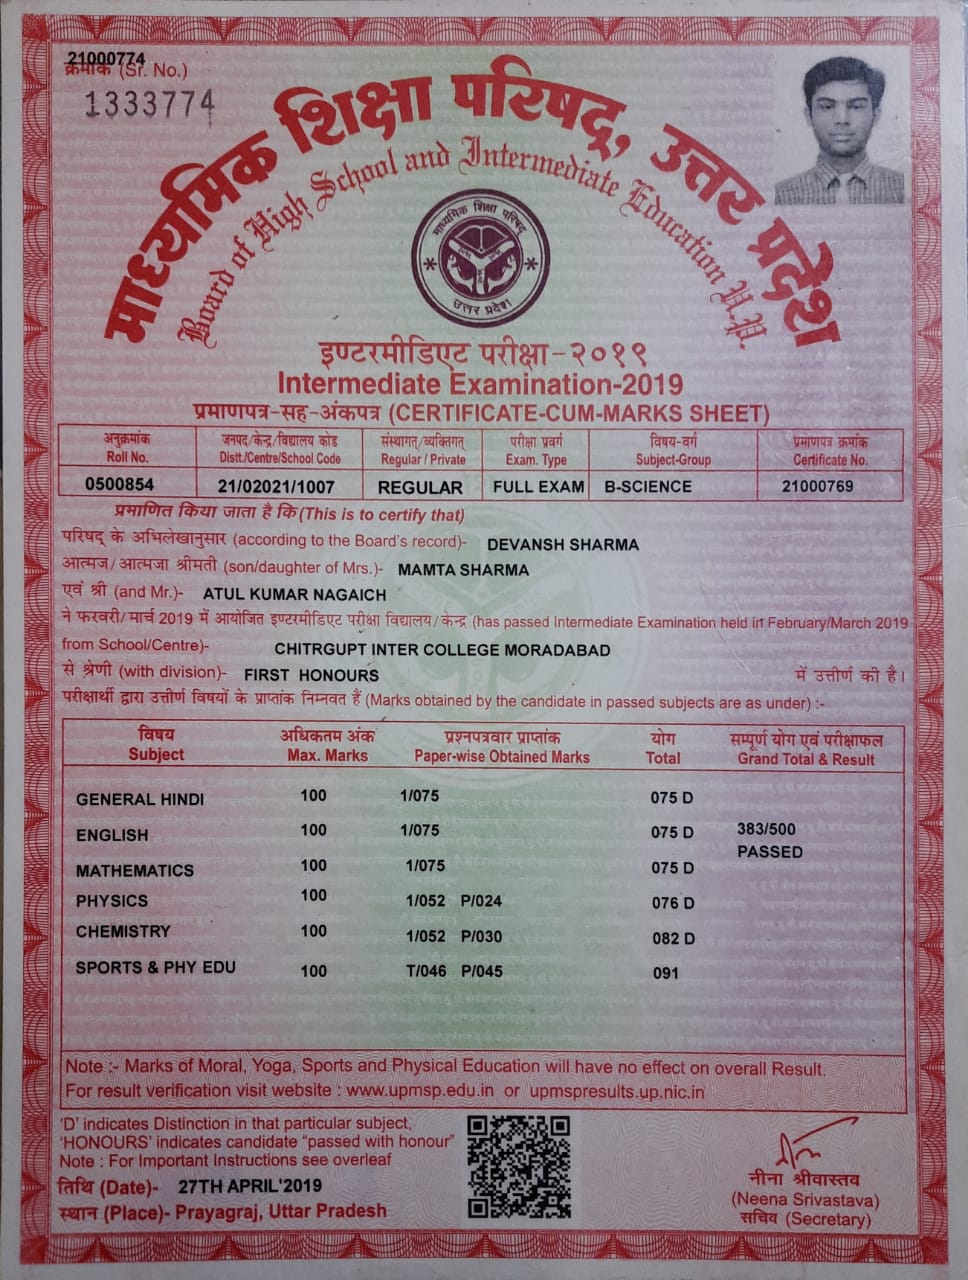 21000774
क्रमांक (Sr. No.)
1333774
माध्यमिक शिक्षा परिषद्, उत्तर प्रदेश
Board of High School and Intermediate Education U.P.
माध्यमिक शिक्षा परिषद्
उत्तर प्रदेश
इण्टरमीडिएट परीक्षा-२०१९
Intermediate Examination-2019
प्रमाणपत्र-सह-अंकपत्र (CERTIFICATE-CUM-MARKS SHEET)
अनुक्रमांक जनपद/केन्द्र/विद्यालय कोड संस्थागत्/व्यक्तिगत् परीक्षा प्रवर्ग विषय-वर्ग प्रमाणपत्र क्रमांक
Roll No. Distt./Centre/School Code Regular / Private Exam. Type Subject-Group Certificate No.
0500854 21/02021/1007 REGULAR FULL EXAM B-SCIENCE 21000769
प्रमाणित किया जाता है कि (This is to certify that)
परिषद् के अभिलेखानुसार (according to the Board's record)- DEVANSH SHARMA
आत्मज/आत्मजा श्रीमती (son/daughter of Mrs.)- MAMTA SHARMA
एवं श्री (and Mr.)- ATUL KUMAR NAGAICH
ने फरवरी/मार्च 2019 में आयोजित इण्टरमीडिएट परीक्षा विद्यालय/केन्द्र (has passed Intermediate Examination held in February/March 2019
from School/Centre)- CHITRGUPT INTER COLLEGE MORADABAD
से श्रेणी (with division)- FIRST HONOURS में उत्तीर्ण की है।
परीक्षार्थी द्वारा उत्तीर्ण विषयों के प्राप्तांक निम्नवत हैं (Marks obtained by the candidate in passed subjects are as under) :-
विषय अधिकतम अंक प्रश्नपत्रवार प्राप्तांक योग सम्पूर्ण योग एवं परीक्षाफल
Subject Max. Marks Paper-wise Obtained Marks Total Grand Total & Result
GENERAL HINDI 100 1/075 075 D
ENGLISH 100 1/075 075 D 383/500
PASSED
MATHEMATICS 100 1/075 075 D
PHYSICS 100 1/052 P/024 076 D
CHEMISTRY 100 1/052 P/030 082 D
SPORTS & PHY EDU 100 T/046 P/045 091
Note :- Marks of Moral, Yoga, Sports and Physical Education will have no effect on overall Result.
For result verification visit website : www.upmsp.edu.in or upmspresults.up.nic.in
'D' indicates Distinction in that particular subject,
'HONOURS' indicates candidate "passed with honour"
Note : For Important Instructions see overleaf
तिथि (Date)- 27TH APRIL'2019
स्थान (Place)- Prayagraj, Uttar Pradesh
नीना श्रीवास्तव
(Neena Srivastava)
सचिव (Secretary)